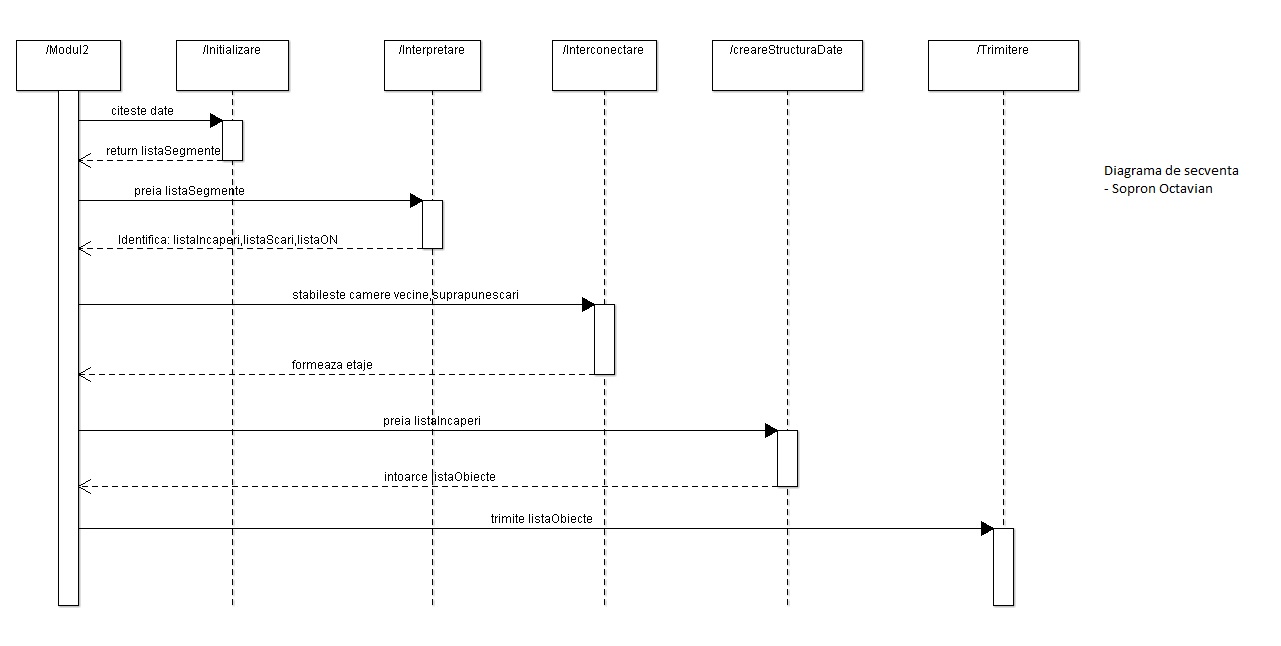 /Modul2
/Initializare
/Interpretare
/Interconectare
/creareStructuraDate
/Trimitere
citeste date
return listaSegmente
preia listaSegmente
Identifica: listaIncaperi,listaScari,listaON
stabileste camere vecine,suprapunescari
formeaza etaje
preia listaIncaperi
intoarce listaObiecte
trimite listaObiecte
Diagrama de secventa
- Sopron Octavian